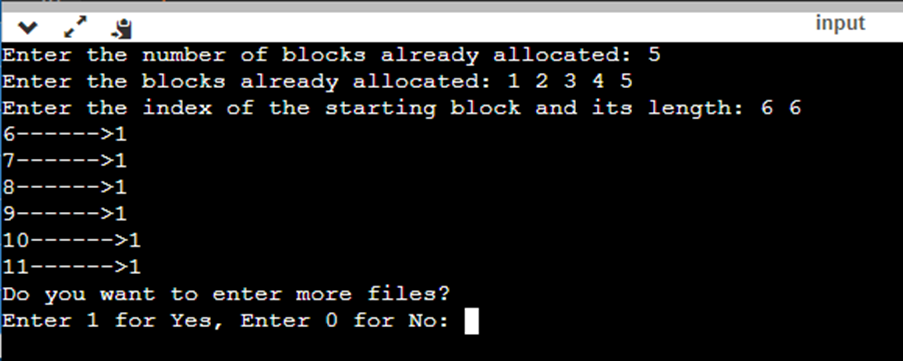 input
Enter the number of blocks already allocated: 5
Enter the blocks already allocated: 1 2 3 4 5
Enter the index of the starting block and its length: 6 6
6------>1
7------>1
8------>1
9------>1
10------>1
11------>1
Do you want to enter more files?
Enter 1 for Yes, Enter 0 for No: